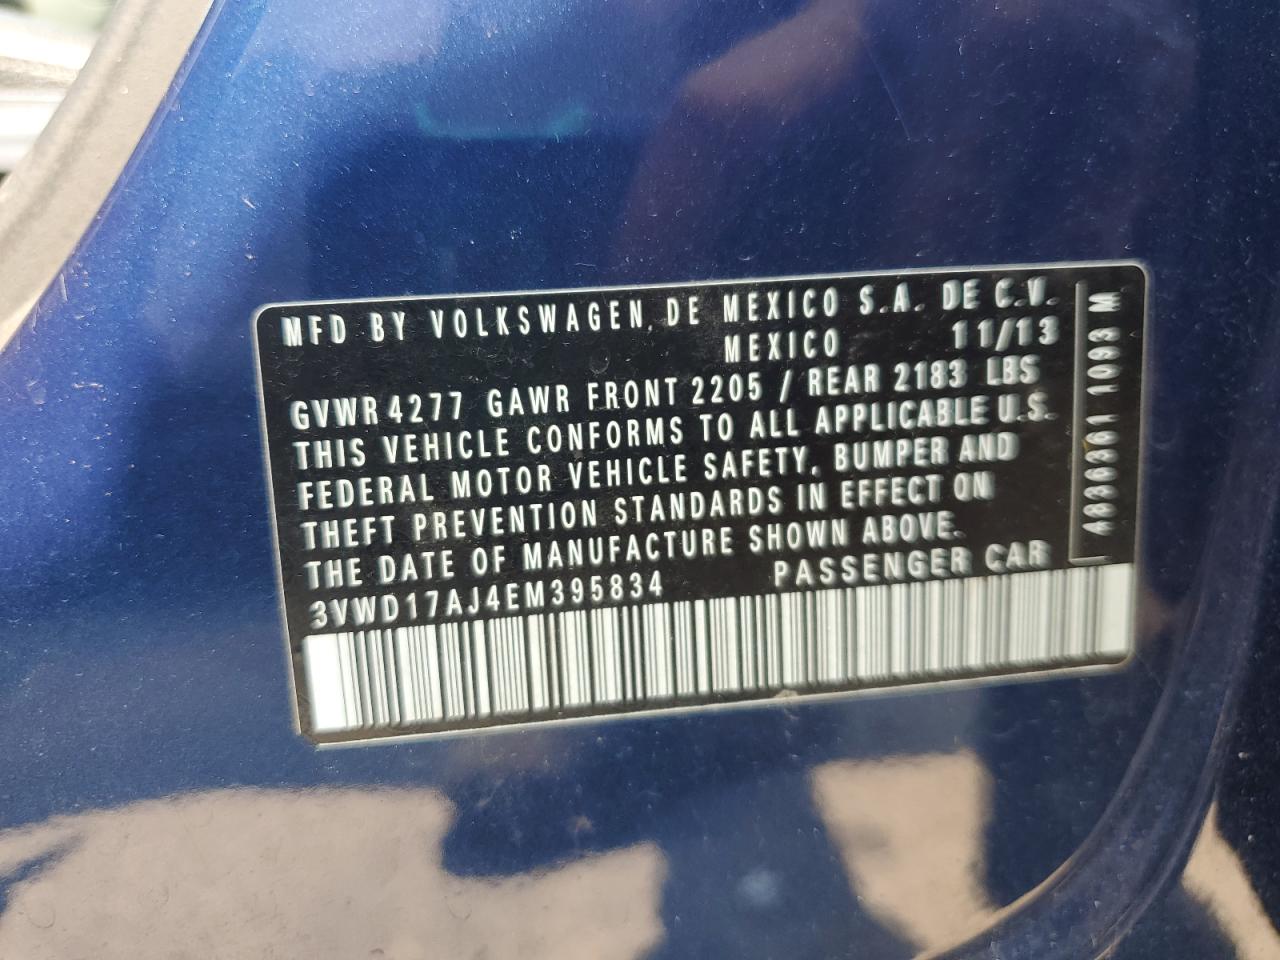 MFD BY VOLKSWAGEN DE MEXICO S.A. DE C.V.
MEXICO 11/13
GVWR 4277 GAWR FRONT 2205 / REAR 2183 LBS
THIS VEHICLE CONFORMS TO ALL APPLICABLE U.S.
FEDERAL MOTOR VEHICLE SAFETY, BUMPER AND
THEFT PREVENTION STANDARDS IN EFFECT ON
THE DATE OF MANUFACTURE SHOWN ABOVE.
3VWD17AJ4EM395834 PASSENGER CAR
4836361 1093 M